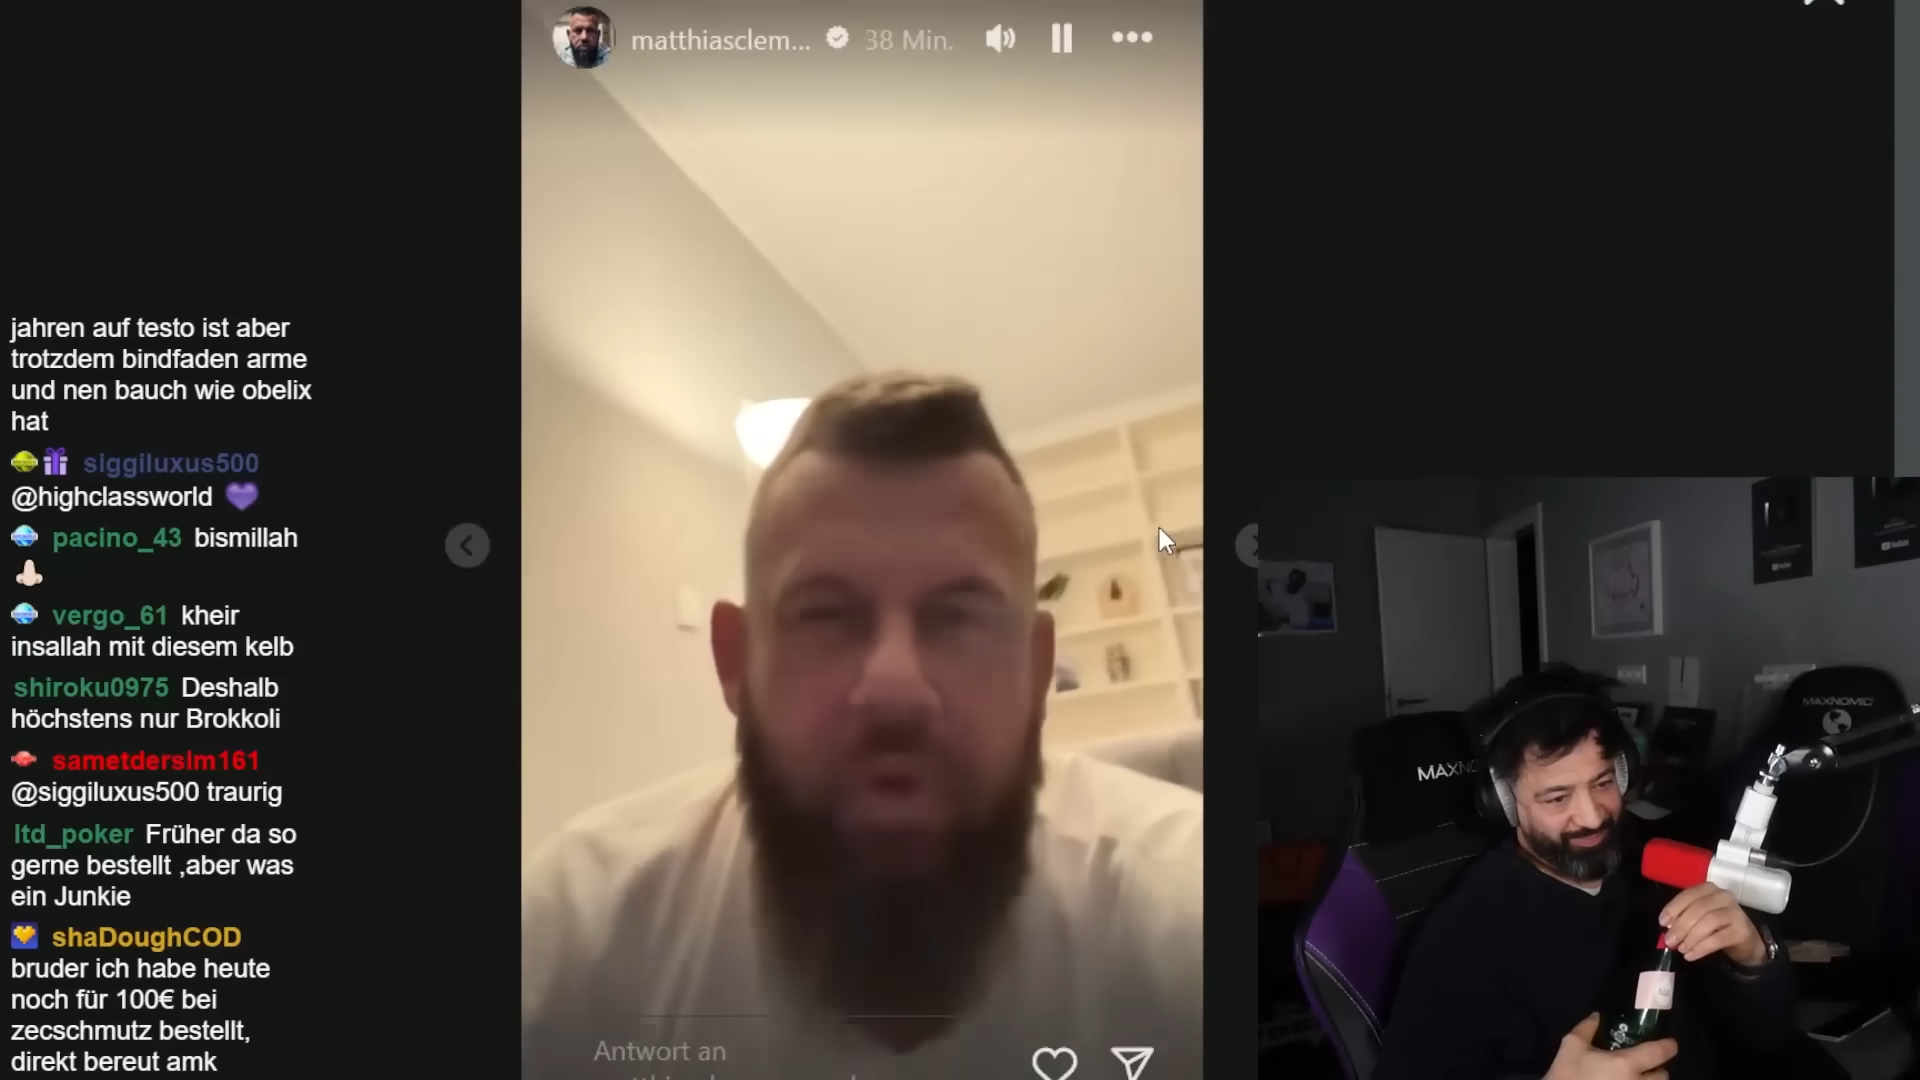 matthiasclem... 38 Min.
jahren auf testo ist aber
trotzdem bindfaden arme
und nen bauch wie obelix
hat
siggiluxus500
@highclassworld
pacino_43 bismillah
vergo_61 kheir
insallah mit diesem kelb
shiroku0975 Deshalb
höchstens nur Brokkoli
sametdersim161
@siggiluxus500 traurig
ltd_poker Früher da so
gerne bestellt ,aber was
ein Junkie
shaDoughCOD
bruder ich habe heute
noch für 100€ bei
zecschmutz bestellt,
direkt bereut amk
Antwort an
MAXNOMIC